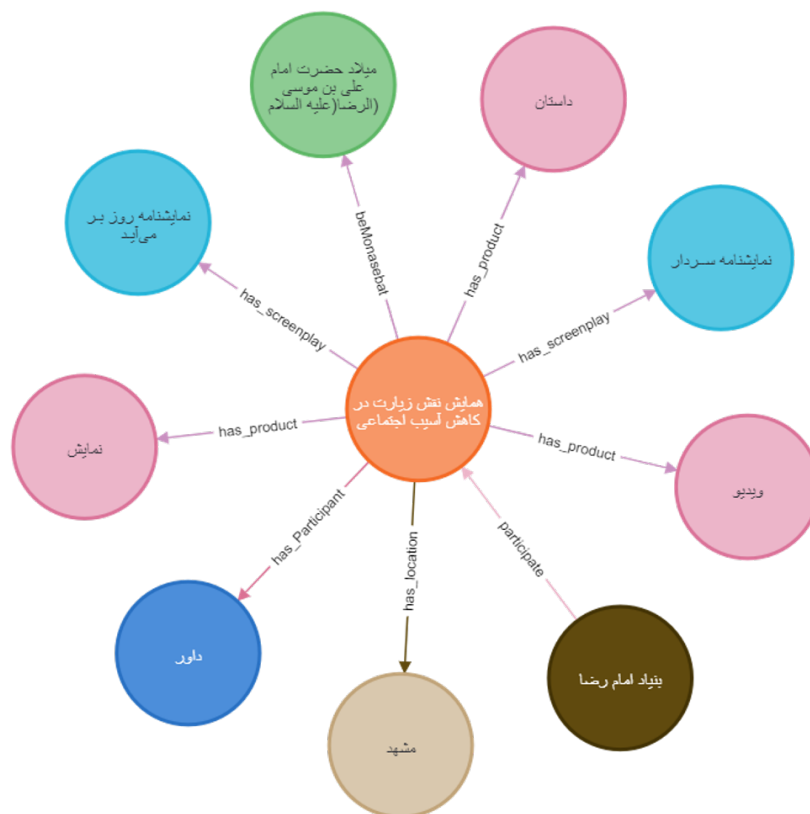 میلاد حضرت امام
علی بن موسی
الرضا(علیه السلام)
داستان
نمایشنامه روز بر
می‌آید
beMonasebat
has_product
نمایشنامه سردار
has_screenplay
has_screenplay
همایش نقش زیارت در
کاهش آسیب اجتماعی
نمایش
has_product
has_product
ویدیو
has_Participant
has_location
participate
داور
مشهد
بنیاد امام رضا